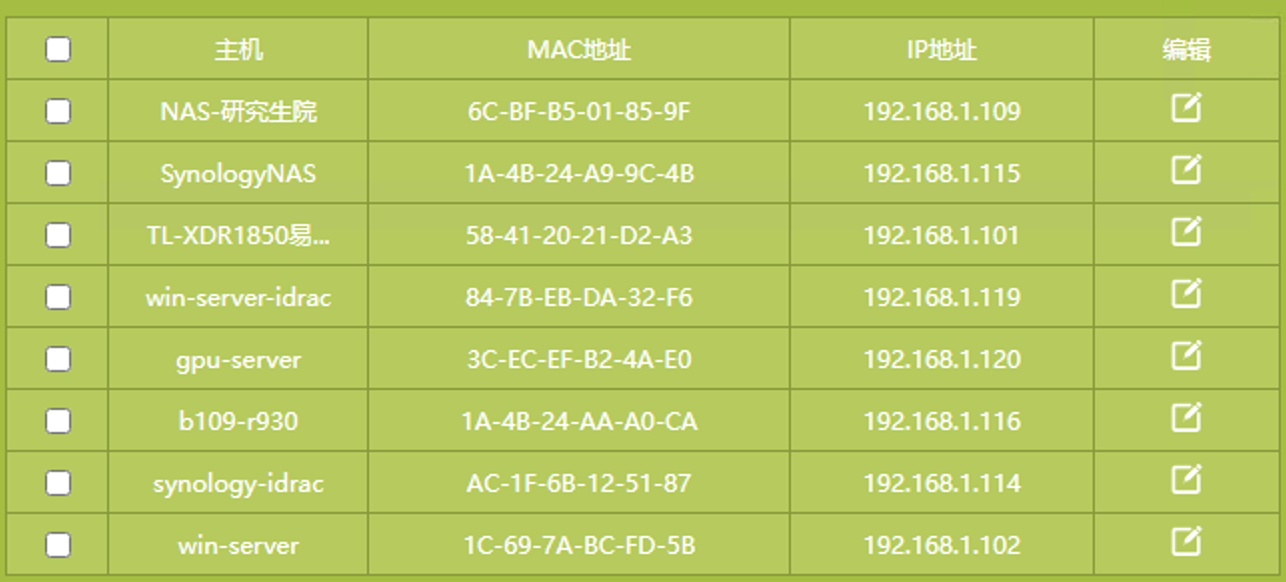 主机 MAC地址 IP地址 编辑
NAS-研究生院 6C-BF-B5-01-85-9F 192.168.1.109
SynologyNAS 1A-4B-24-A9-9C-4B 192.168.1.115
TL-XDR1850易... 58-41-20-21-D2-A3 192.168.1.101
win-server-idrac 84-7B-EB-DA-32-F6 192.168.1.119
gpu-server 3C-EC-EF-B2-4A-E0 192.168.1.120
b109-r930 1A-4B-24-AA-A0-CA 192.168.1.116
synology-idrac AC-1F-6B-12-51-87 192.168.1.114
win-server 1C-69-7A-BC-FD-5B 192.168.1.102